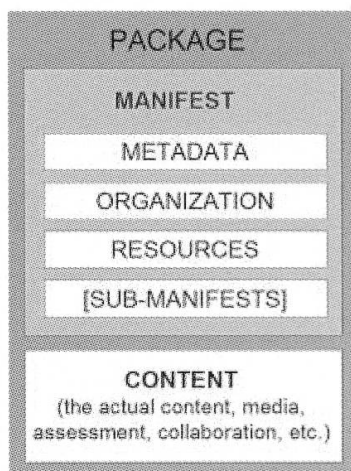 PACKAGE
MANIFEST
METADATA
ORGANIZATION
RESOURCES
[SUB-MANIFESTS]
CONTENT
(the actual content, media,
assessment, collaboration, etc.)